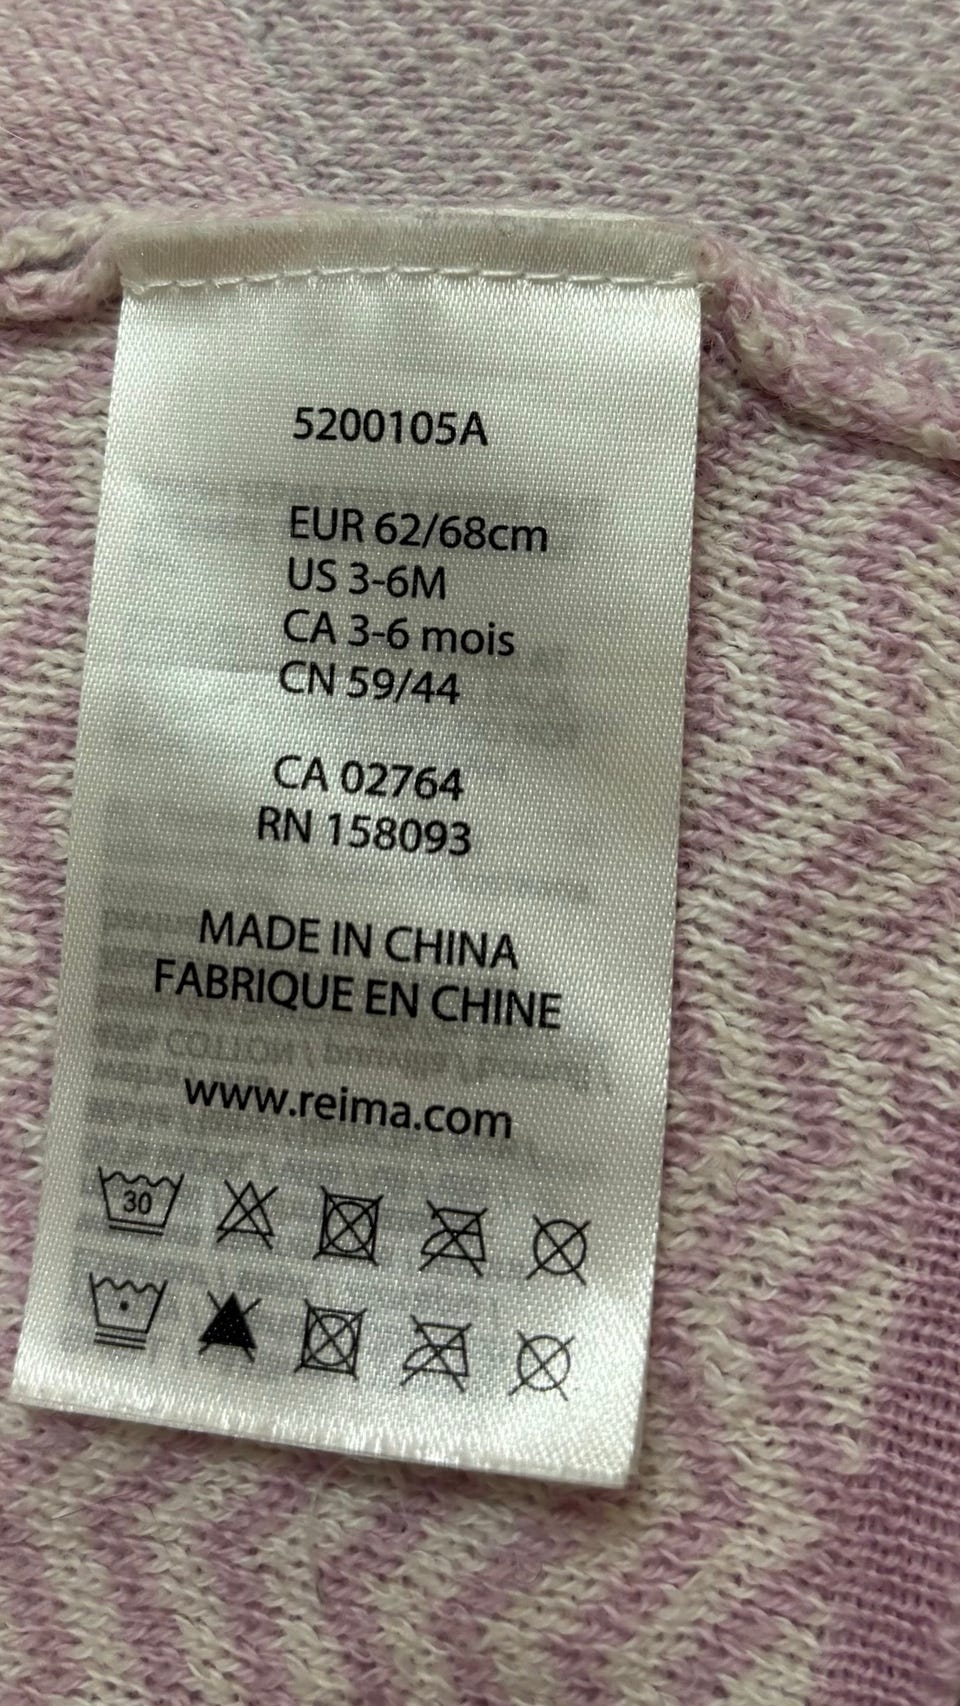 5200105A
EUR 62/68cm
US 3-6M
CA 3-6 mois
CN 59/44
CA 02764
RN 158093
MADE IN CHINA
FABRIQUE EN CHINE
www.reima.com
30